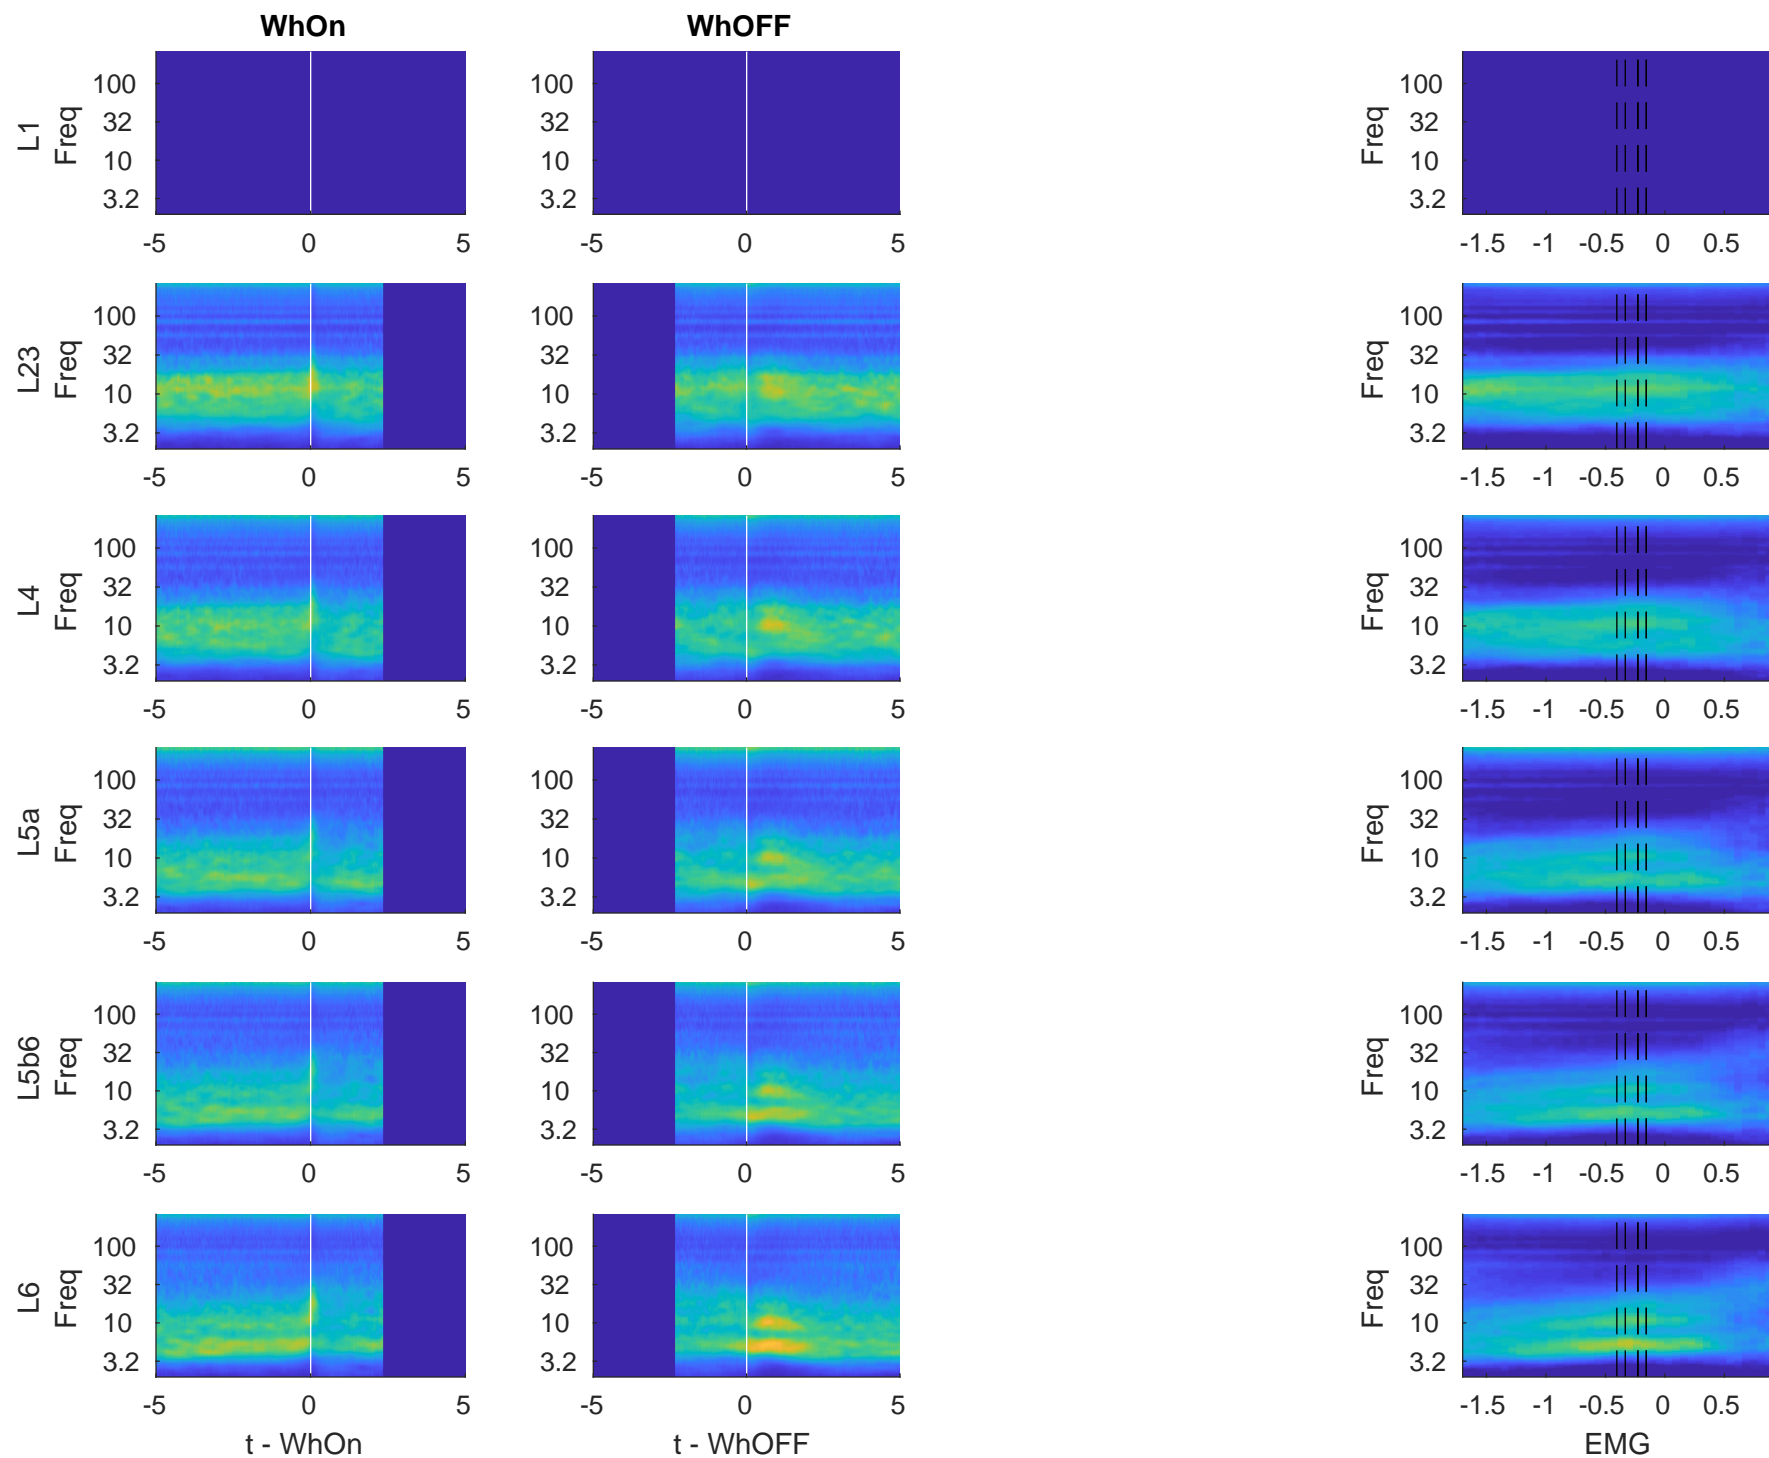 WhOn WhOFF
L1 Freq 100 32 10 3.2 100 32 10 3.2 Freq 100 32 10 3.2
-5 0 5 -5 0 5 -1.5 -1 -0.5 0 0.5
L23 Freq 100 32 10 3.2 100 32 10 3.2 Freq 100 32 10 3.2
-5 0 5 -5 0 5 -1.5 -1 -0.5 0 0.5
L4 Freq 100 32 10 3.2 100 32 10 3.2 Freq 100 32 10 3.2
-5 0 5 -5 0 5 -1.5 -1 -0.5 0 0.5
L5a Freq 100 32 10 3.2 100 32 10 3.2 Freq 100 32 10 3.2
-5 0 5 -5 0 5 -1.5 -1 -0.5 0 0.5
L5b6 Freq 100 32 10 3.2 100 32 10 3.2 Freq 100 32 10 3.2
-5 0 5 -5 0 5 -1.5 -1 -0.5 0 0.5
L6 Freq 100 32 10 3.2 100 32 10 3.2 Freq 100 32 10 3.2
-5 0 5 -5 0 5 -1.5 -1 -0.5 0 0.5
t - WhOn t - WhOFF EMG